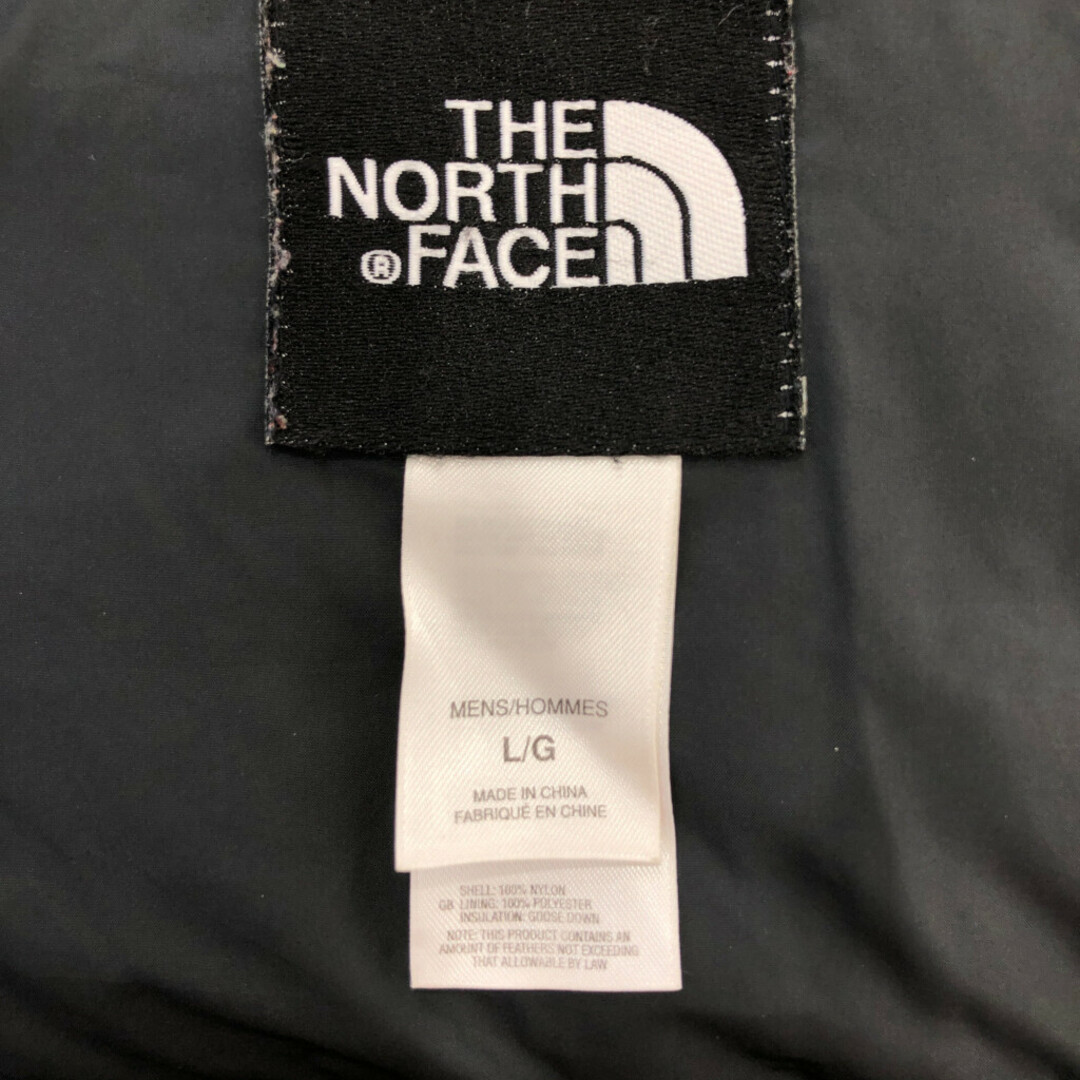 THE
NORTH
® FACE
MENS/HOMMES
L/G
MADE IN CHINA
FABRIQUÉ EN CHINE
SHELL: 100% NYLON
GB LINING: 100% POLYESTER
INSULATION: GOOSE DOWN
NOTE: THIS PRODUCT CONTAINS AN
AMOUNT OF FEATHERS NOT EXCEEDING
THAT ALLOWABLE BY LAW